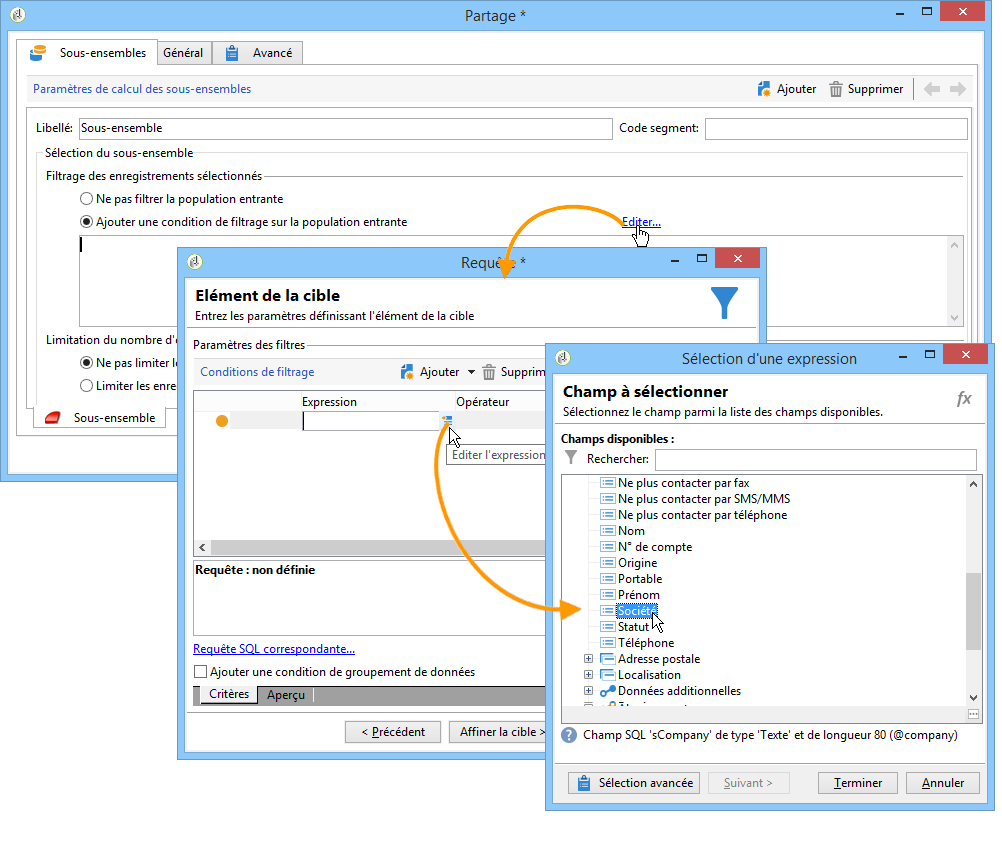 Partage *
Sous-ensembles Général Avancé
Paramètres de calcul des sous-ensembles Ajouter Supprimer
Libellé: Sous-ensemble Code segment:
Sélection du sous-ensemble
Filtrage des enregistrements sélectionnés
Ne pas filtrer la population entrante
Ajouter une condition de filtrage sur la population entrante Editer...
Limitation du nombre d'
Ne pas limiter
Limiter les
Sous-ensemble
Requête *
Elément de la cible
Entrez les paramètres définissant l'élément de la cible
Paramètres des filtres
Conditions de filtrage Ajouter Supprim
Expression Opérateur
Editer l'expression
Requête : non définie
Requête SQL correspondante...
Ajouter une condition de groupement de données
Critères Aperçu
< Précédent Affiner la cible >
Sélection d'une expression
Champ à sélectionner
fx
Sélectionnez le champ parmi la liste des champs disponibles.
Champs disponibles :
Rechercher:
Ne plus contacter par fax
Ne plus contacter par SMS/MMS
Ne plus contacter par téléphone
Nom
N° de compte
Origine
Portable
Prénom
Société
Statut
Téléphone
Adresse postale
Localisation
Données additionnelles
Champ SQL 'sCompany' de type 'Texte' et de longueur 80 (@company)
Sélection avancée Suivant > Terminer Annuler